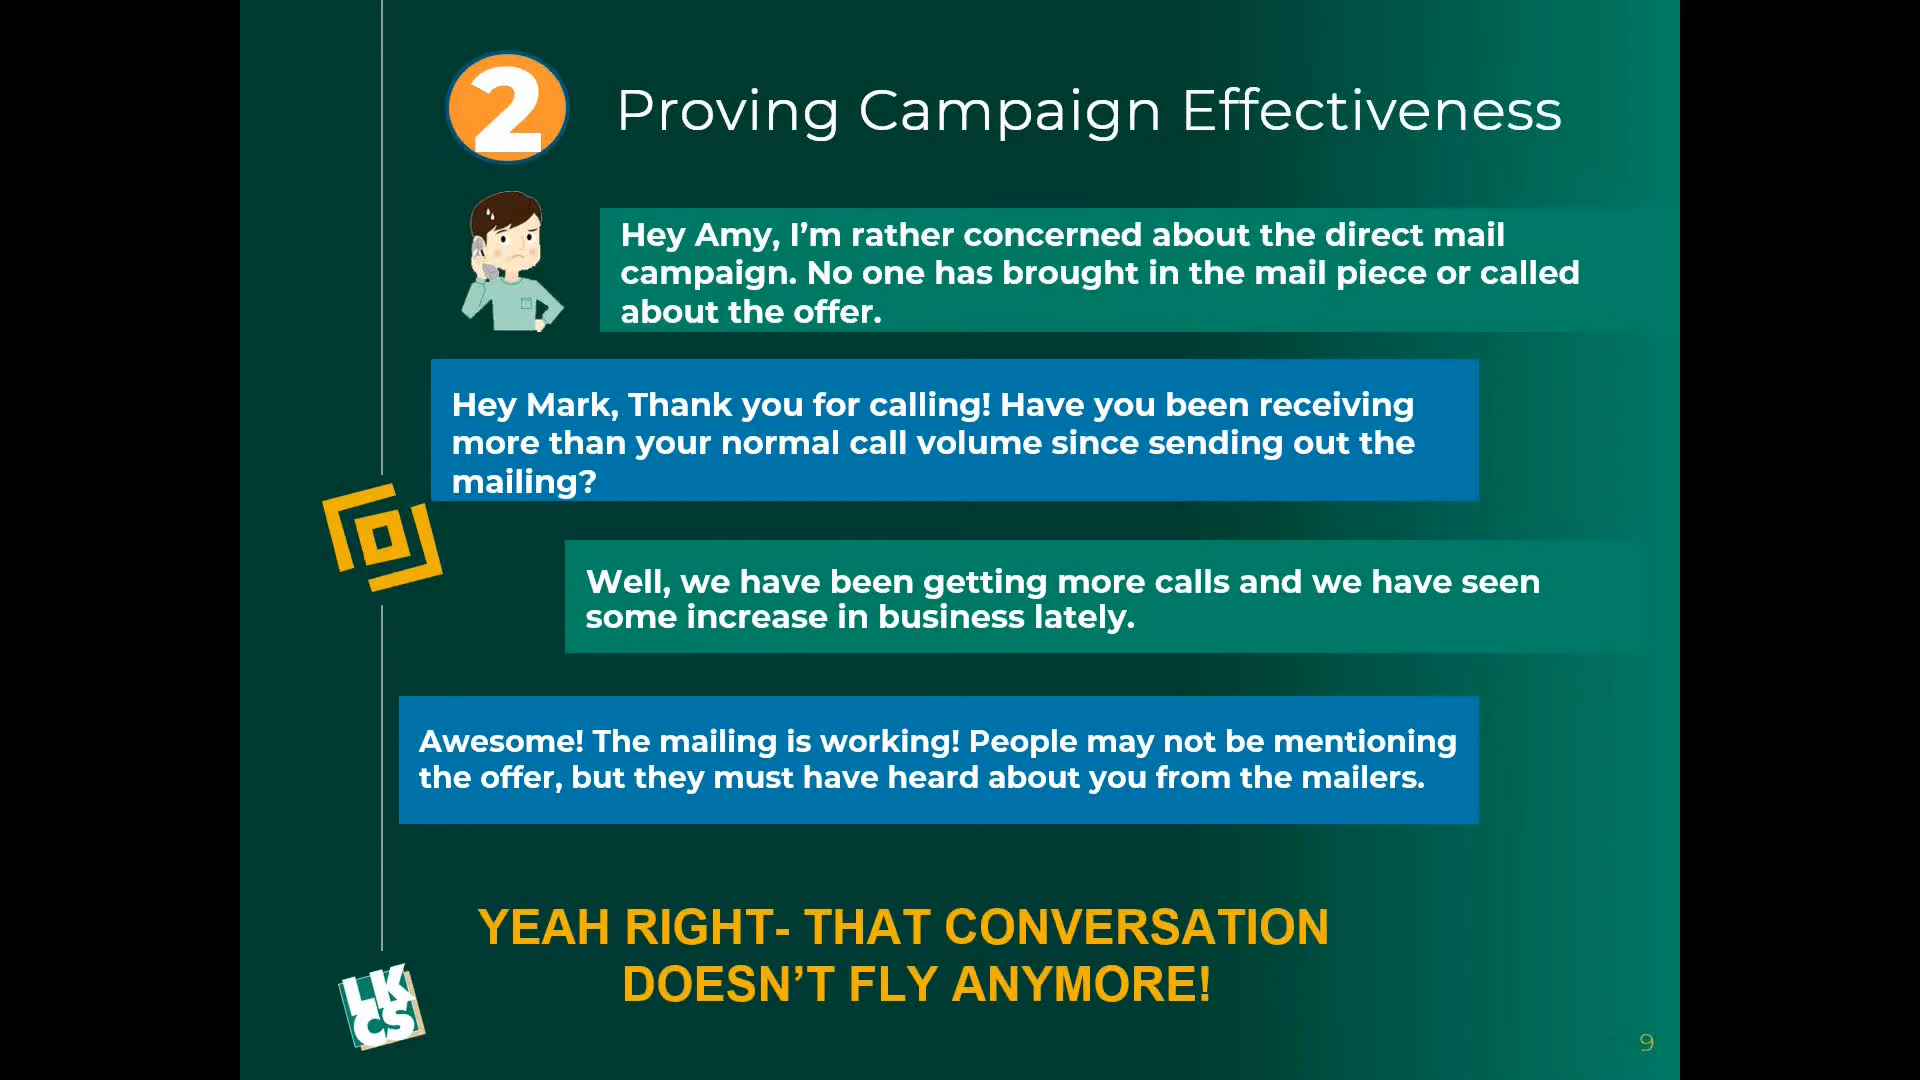 2
Proving Campaign Effectiveness
Hey Amy, I’m rather concerned about the direct mail
campaign. No one has brought in the mail piece or called
about the offer.
Hey Mark, Thank you for calling! Have you been receiving
more than your normal call volume since sending out the
mailing?
Well, we have been getting more calls and we have seen
some increase in business lately.
Awesome! The mailing is working! People may not be mentioning
the offer, but they must have heard about you from the mailers.
YEAH RIGHT- THAT CONVERSATION
DOESN’T FLY ANYMORE!
LK
CS
9